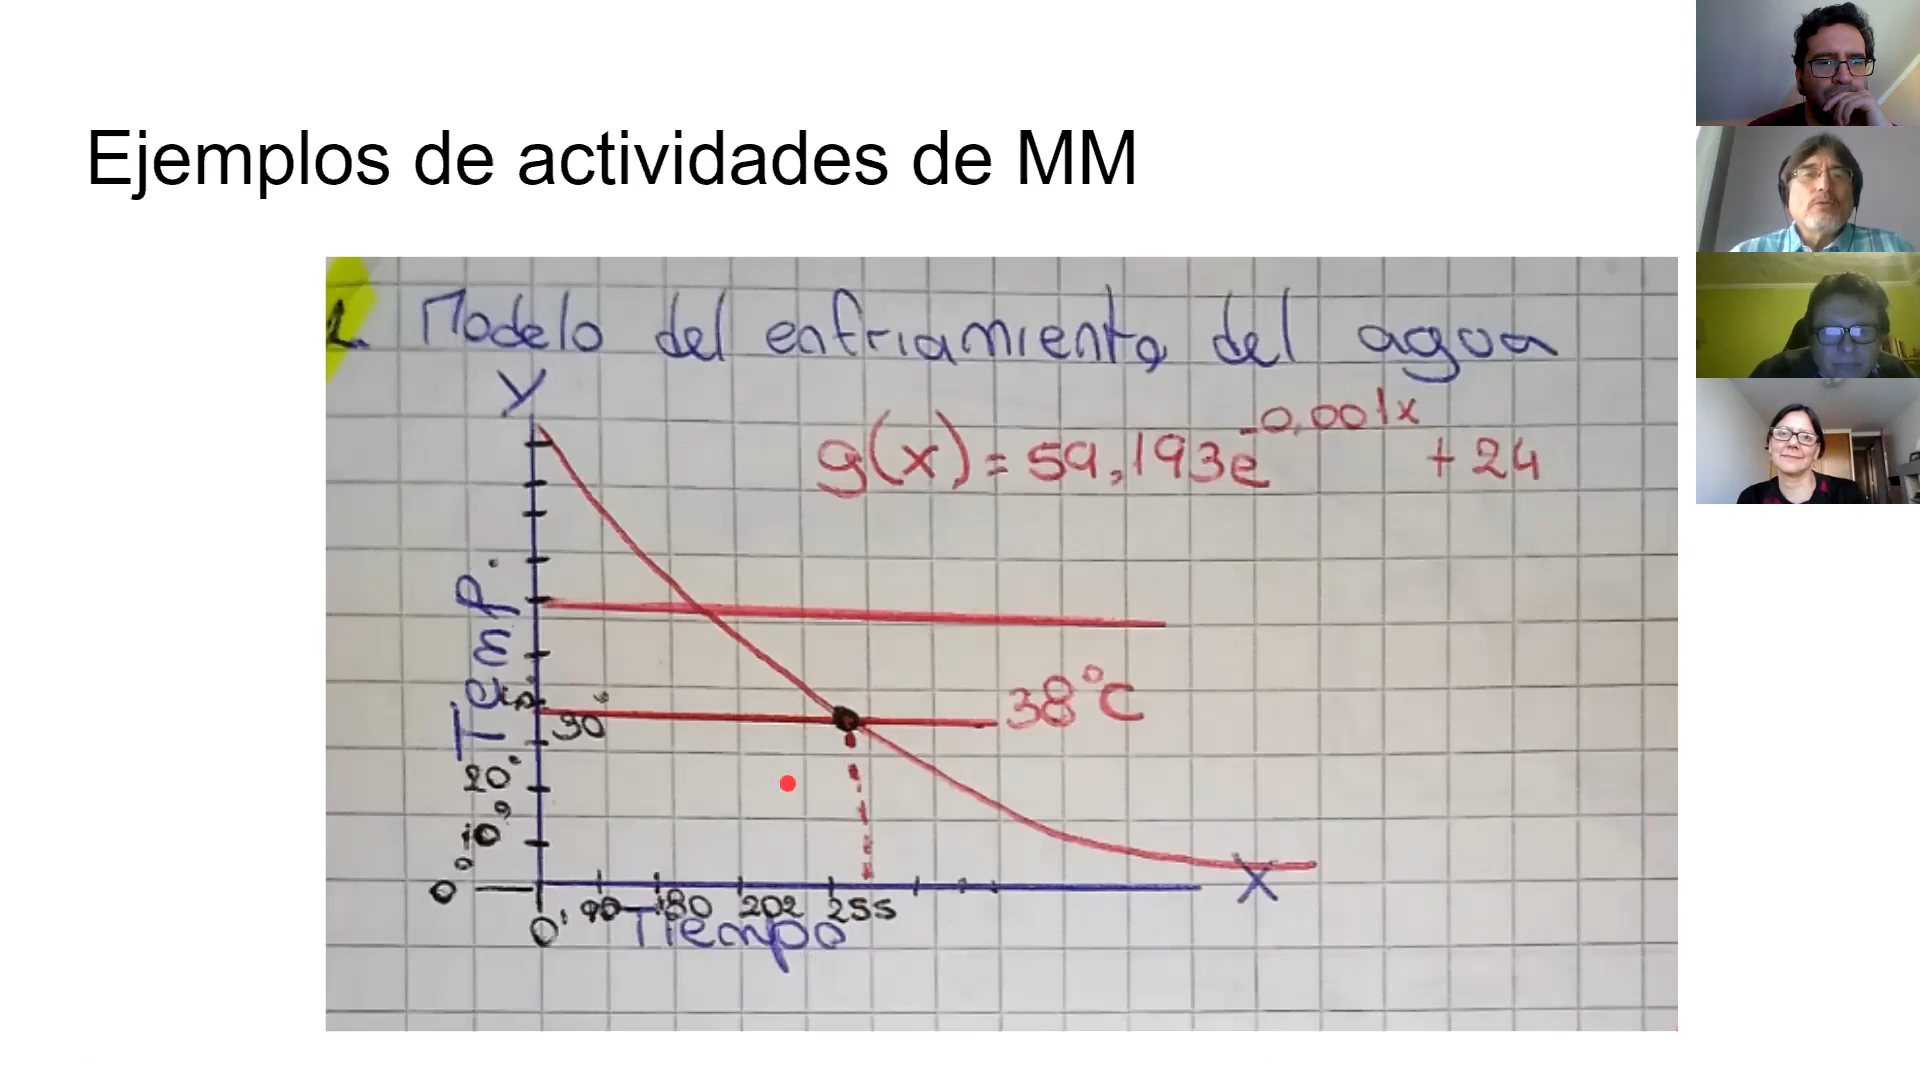 Ejemplos de actividades de MM
1. Modelo del enfriamiento del agua
Y
g(x) = 59,193e^-0,001x + 24
Temp.
38°C
30°
20°
10°
0°
0' 90 180 202 255
X
Tiempo